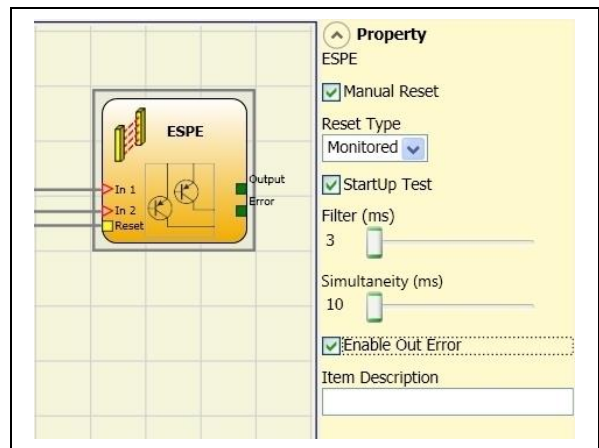 ESPE
In 1
In 2
Reset
Output
Error
Property
ESPE
Manual Reset
Reset Type
Monitored
StartUp Test
Filter (ms)
3
Simultaneity (ms)
10
Enable Out Error
Item Description